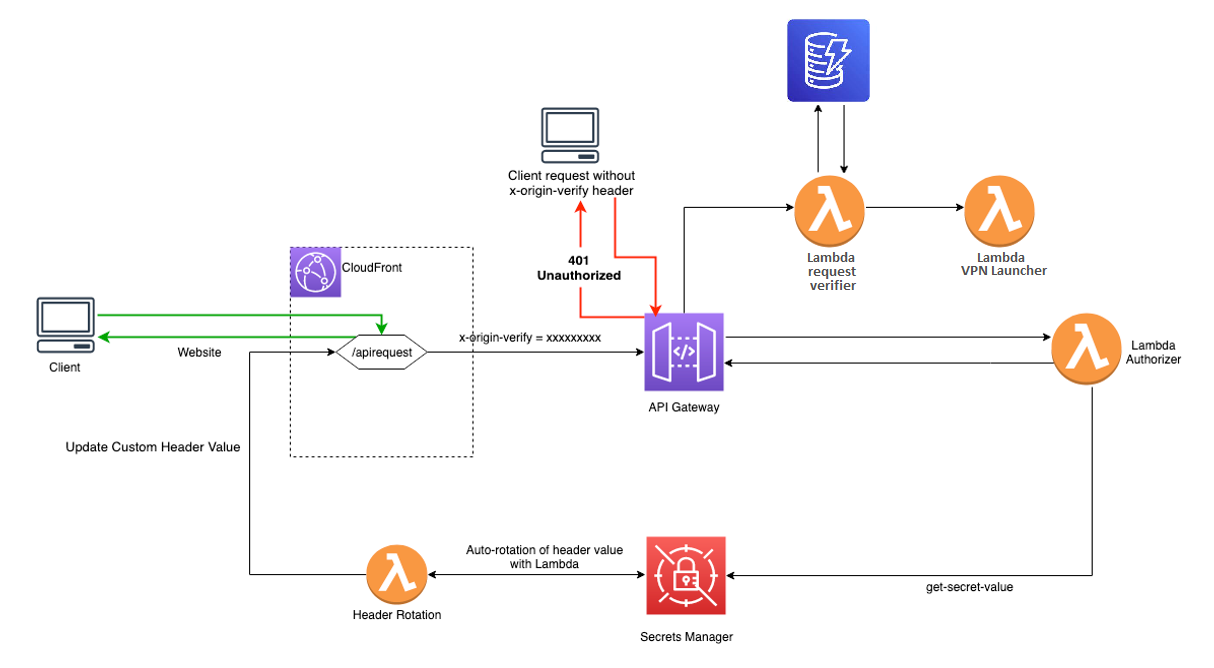 Client request without
x-origin-verify header
401
Unauthorized
Lambda
request
verifier
Lambda
VPN Launcher
CloudFront
Client
Website
/apirequest
x-origin-verify = xxxxxxxxx
</>
API Gateway
Lambda
Authorizer
Update Custom Header Value
Auto-rotation of header value
with Lambda
Header Rotation
Secrets Manager
get-secret-value